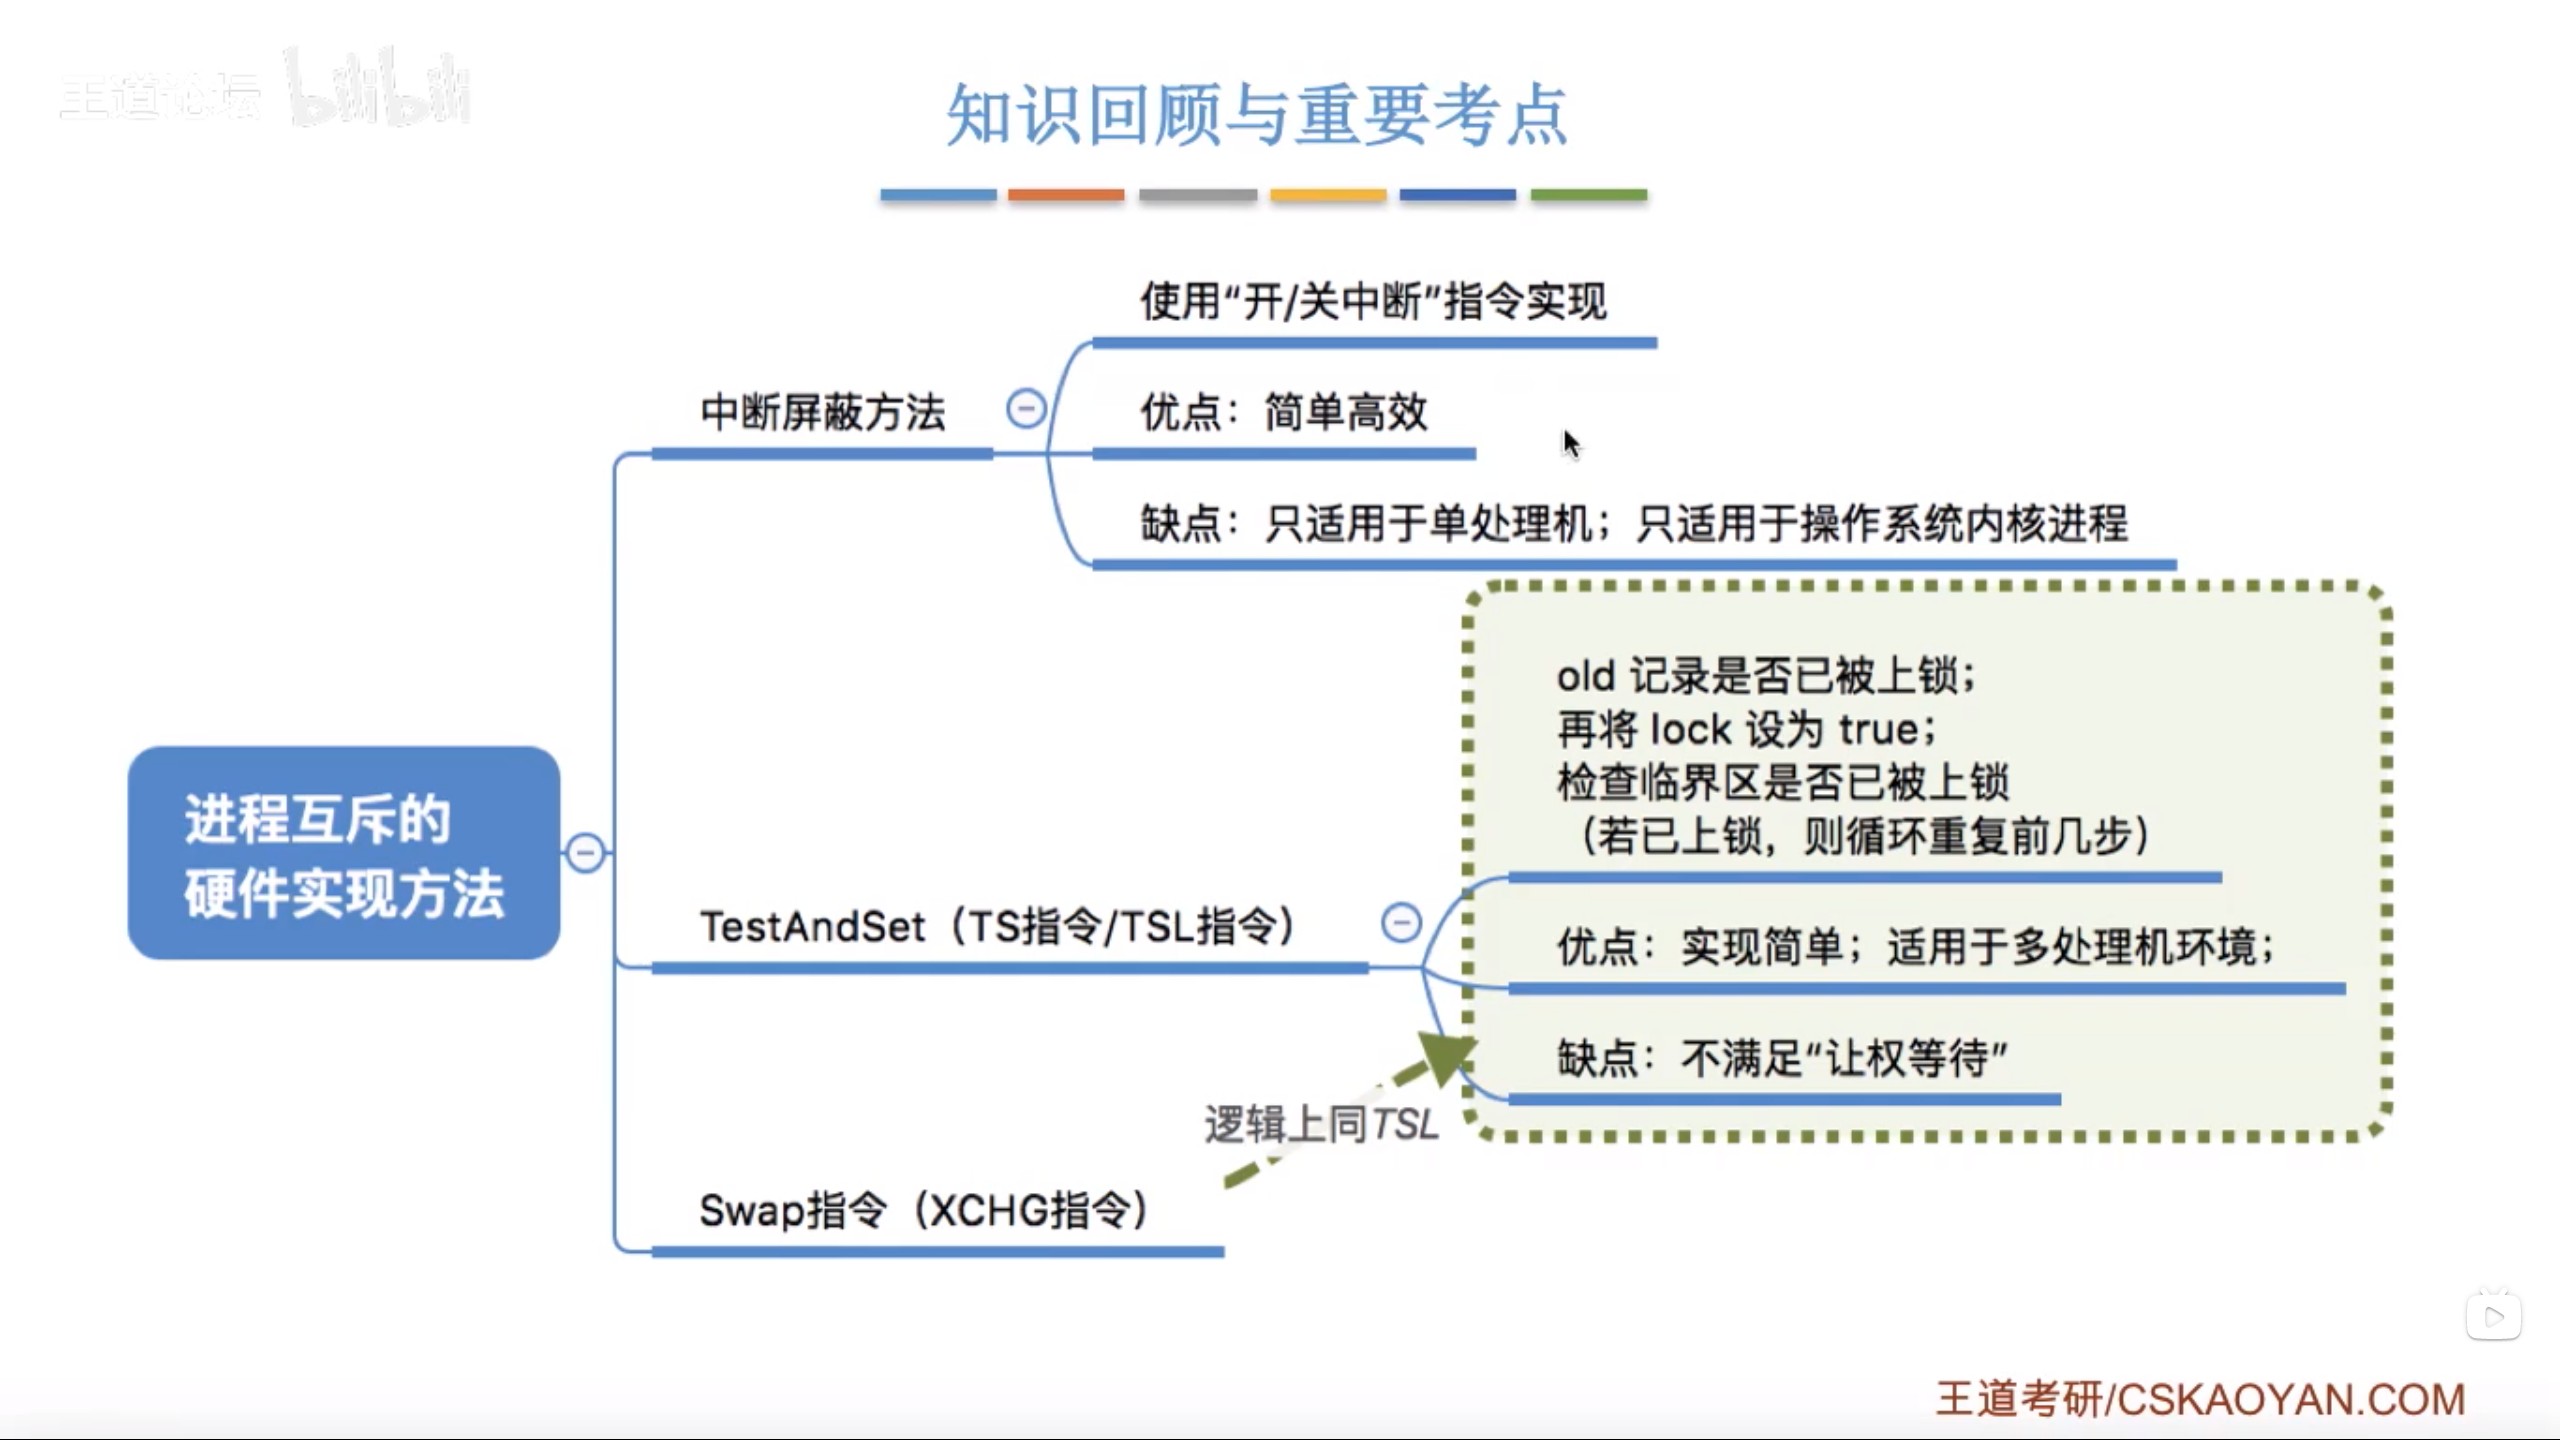 王道论坛 bilibili
知识回顾与重要考点
使用“开/关中断”指令实现
中断屏蔽方法
优点：简单高效
缺点：只适用于单处理机；只适用于操作系统内核进程
进程互斥的
硬件实现方法
TestAndSet（TS指令/TSL指令）
old 记录是否已被上锁；
再将 lock 设为 true；
检查临界区是否已被上锁
（若已上锁，则循环重复前几步）
优点：实现简单；适用于多处理机环境；
缺点：不满足“让权等待”
逻辑上同TSL
Swap指令（XCHG指令）
王道考研/CSKAOYAN.COM